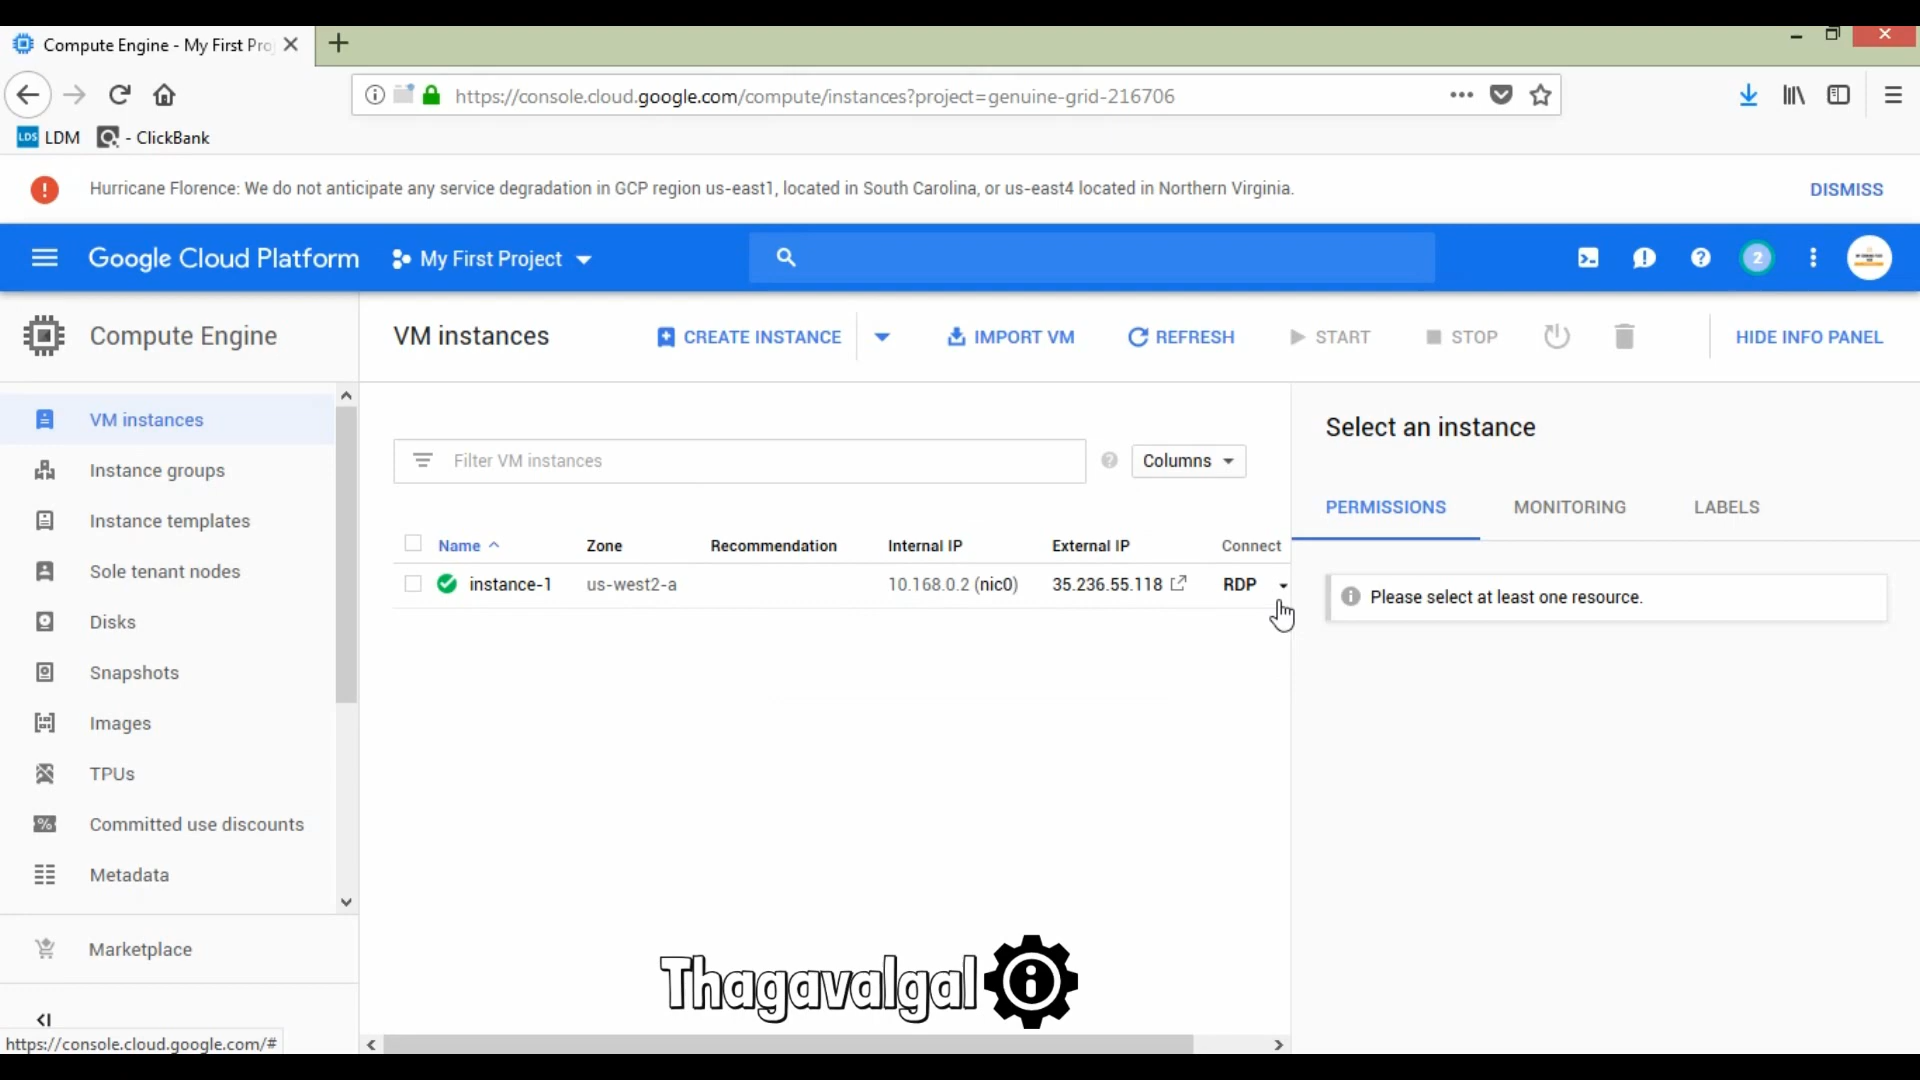 Compute Engine - My First Pro
https://console.cloud.google.com/compute/instances?project=genuine-grid-216706
LDS LDM - ClickBank
Hurricane Florence: We do not anticipate any service degradation in GCP region us-east1, located in South Carolina, or us-east4 located in Northern Virginia. DISMISS
Google Cloud Platform My First Project 2
Compute Engine
VM instances CREATE INSTANCE IMPORT VM REFRESH START STOP HIDE INFO PANEL
VM instances
Instance groups
Instance templates
Sole tenant nodes
Disks
Snapshots
Images
TPUs
Committed use discounts
Metadata
Marketplace
https://console.cloud.google.com/#
Filter VM instances Columns
Name Zone Recommendation Internal IP External IP Connect
instance-1 us-west2-a 10.168.0.2 (nic0) 35.236.55.118 RDP
Select an instance
PERMISSIONS MONITORING LABELS
Please select at least one resource.
Thagavalgal